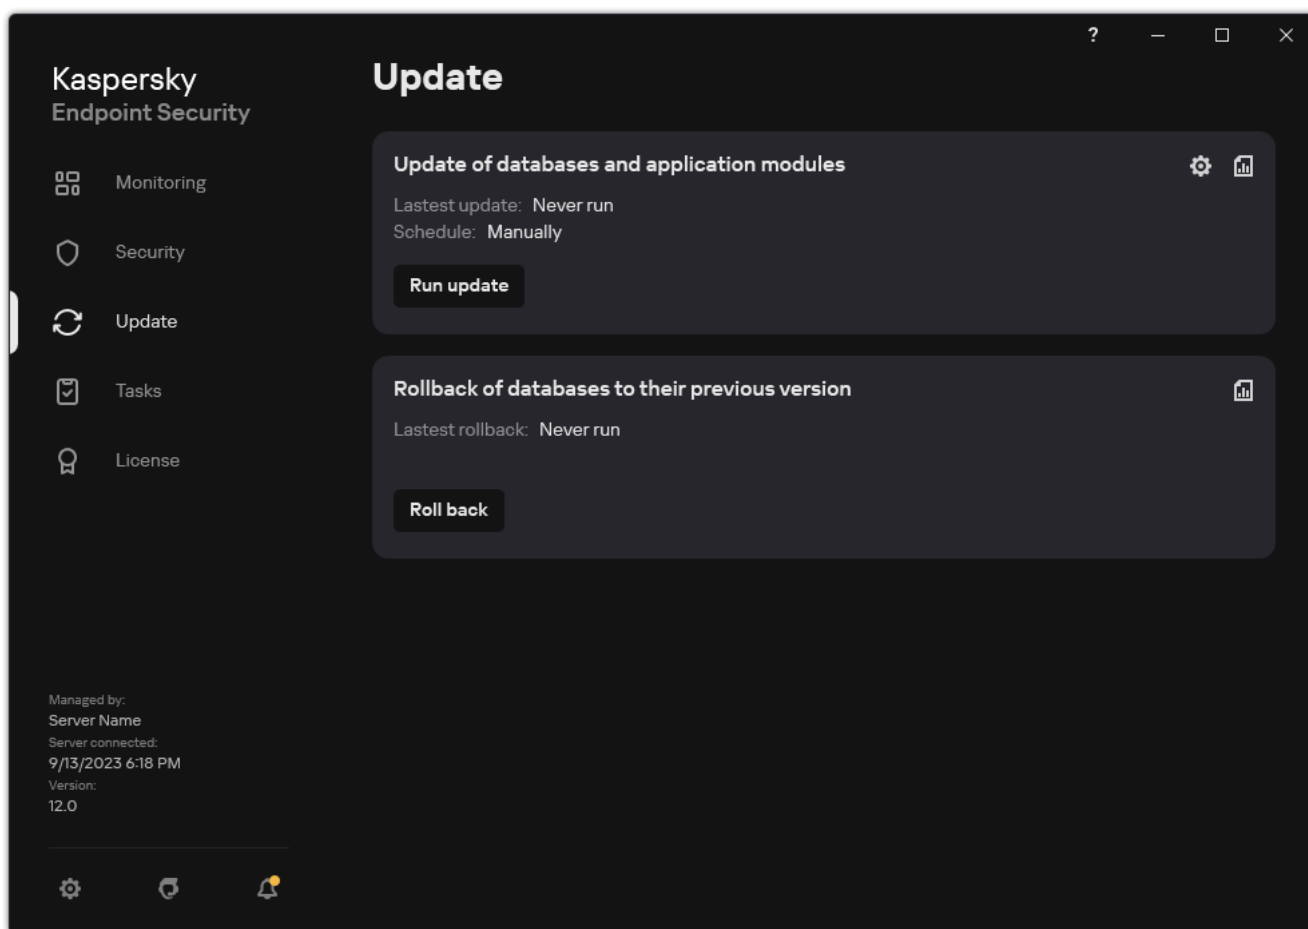 ?
Kaspersky
Endpoint Security
Monitoring
Security
Update
Tasks
License
Managed by:
Server Name
Server connected:
9/13/2023 6:18 PM
Version:
12.0
Update
Update of databases and application modules
Lastest update: Never run
Schedule: Manually
Run update
Rollback of databases to their previous version
Lastest rollback: Never run
Roll back